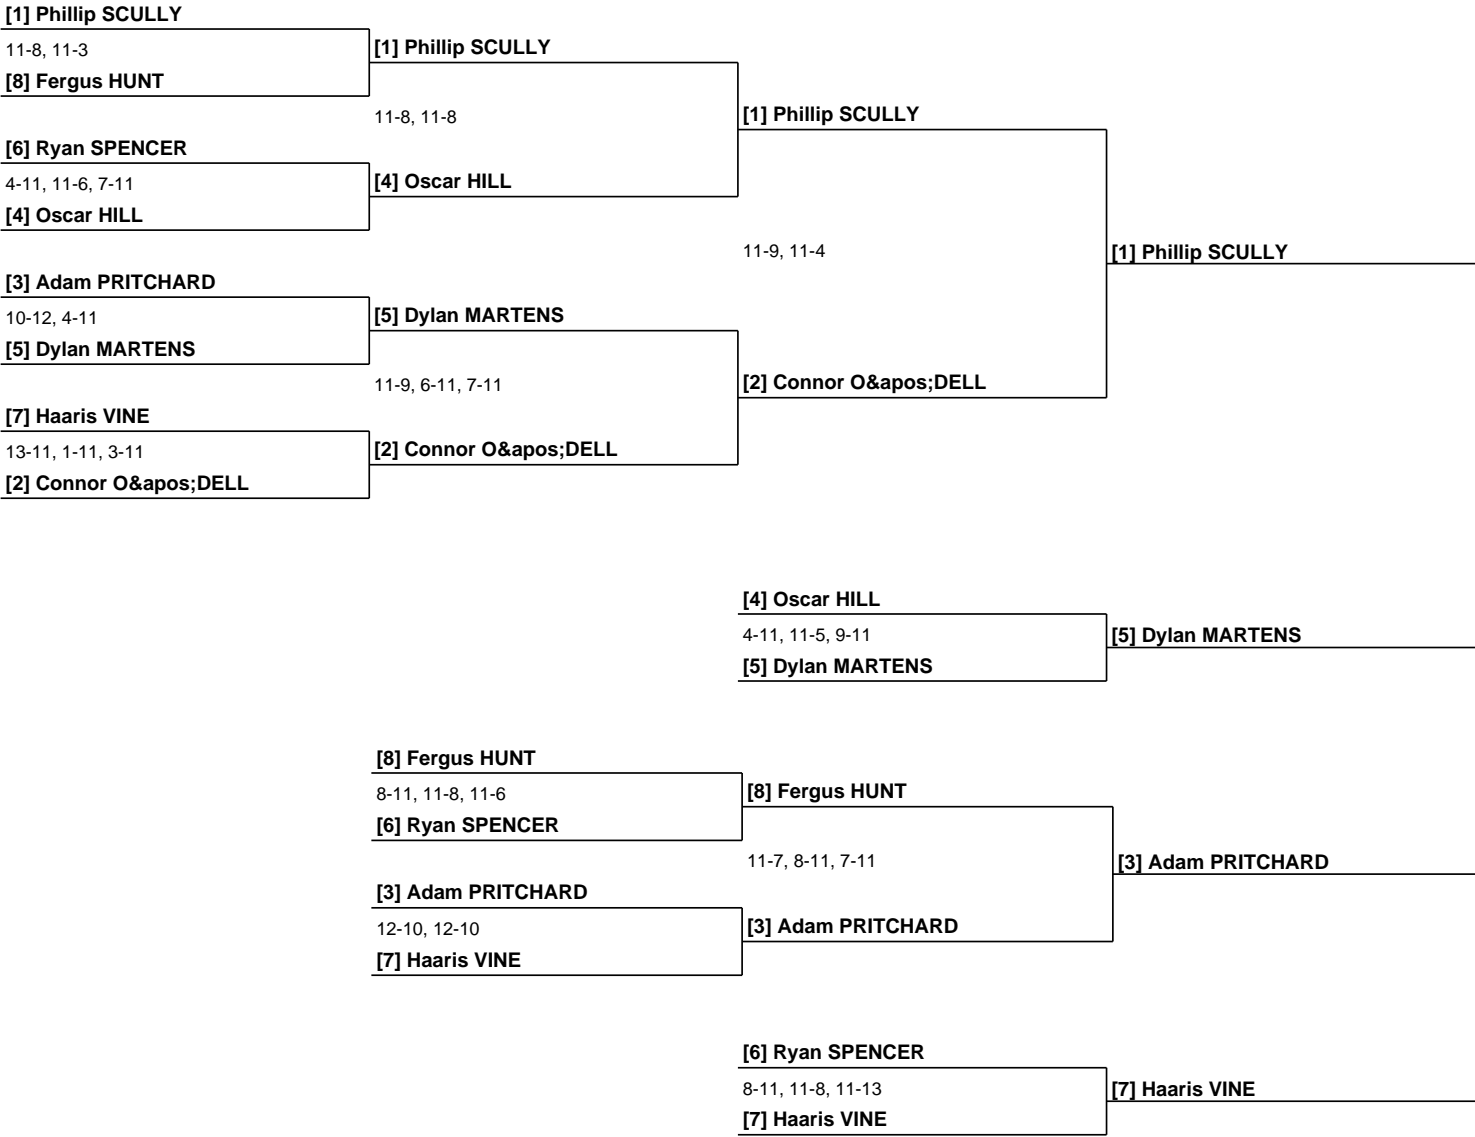 [1] Phillip SCULLY
11-8, 11-3
[1] Phillip SCULLY
[8] Fergus HUNT
11-8, 11-8
[1] Phillip SCULLY
[6] Ryan SPENCER
4-11, 11-6, 7-11
[4] Oscar HILL
[4] Oscar HILL
11-9, 11-4
[1] Phillip SCULLY
[3] Adam PRITCHARD
10-12, 4-11
[5] Dylan MARTENS
[5] Dylan MARTENS
11-9, 6-11, 7-11
[2] Connor O&apos;DELL
[7] Haaris VINE
13-11, 1-11, 3-11
[2] Connor O&apos;DELL
[2] Connor O&apos;DELL
[4] Oscar HILL
4-11, 11-5, 9-11
[5] Dylan MARTENS
[5] Dylan MARTENS
[8] Fergus HUNT
8-11, 11-8, 11-6
[8] Fergus HUNT
[6] Ryan SPENCER
11-7, 8-11, 7-11
[3] Adam PRITCHARD
[3] Adam PRITCHARD
12-10, 12-10
[3] Adam PRITCHARD
[7] Haaris VINE
[6] Ryan SPENCER
8-11, 11-8, 11-13
[7] Haaris VINE
[7] Haaris VINE